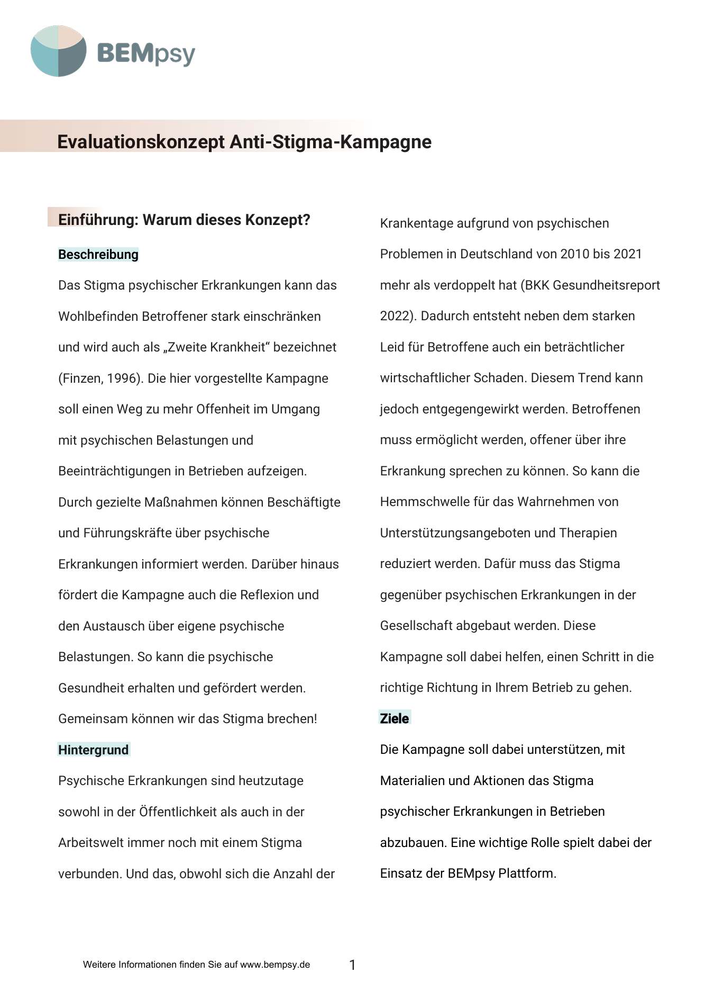 BEMpsy
Evaluationskonzept Anti-Stigma-Kampagne
Einführung: Warum dieses Konzept?
Beschreibung
Das Stigma psychischer Erkrankungen kann das
Wohlbefinden Betroffener stark einschränken
und wird auch als „Zweite Krankheit“ bezeichnet
(Finzen, 1996). Die hier vorgestellte Kampagne
soll einen Weg zu mehr Offenheit im Umgang
mit psychischen Belastungen und
Beeinträchtigungen in Betrieben aufzeigen.
Durch gezielte Maßnahmen können Beschäftigte
und Führungskräfte über psychische
Erkrankungen informiert werden. Darüber hinaus
fördert die Kampagne auch die Reflexion und
den Austausch über eigene psychische
Belastungen. So kann die psychische
Gesundheit erhalten und gefördert werden.
Gemeinsam können wir das Stigma brechen!
Hintergrund
Psychische Erkrankungen sind heutzutage
sowohl in der Öffentlichkeit als auch in der
Arbeitswelt immer noch mit einem Stigma
verbunden. Und das, obwohl sich die Anzahl der
Krankentage aufgrund von psychischen
Problemen in Deutschland von 2010 bis 2021
mehr als verdoppelt hat (BKK Gesundheitsreport
2022). Dadurch entsteht neben dem starken
Leid für Betroffene auch ein beträchtlicher
wirtschaftlicher Schaden. Diesem Trend kann
jedoch entgegengewirkt werden. Betroffenen
muss ermöglicht werden, offener über ihre
Erkrankung sprechen zu können. So kann die
Hemmschwelle für das Wahrnehmen von
Unterstützungsangeboten und Therapien
reduziert werden. Dafür muss das Stigma
gegenüber psychischen Erkrankungen in der
Gesellschaft abgebaut werden. Diese
Kampagne soll dabei helfen, einen Schritt in die
richtige Richtung in Ihrem Betrieb zu gehen.
Ziele
Die Kampagne soll dabei unterstützen, mit
Materialien und Aktionen das Stigma
psychischer Erkrankungen in Betrieben
abzubauen. Eine wichtige Rolle spielt dabei der
Einsatz der BEMpsy Plattform.
Weitere Informationen finden Sie auf www.bempsy.de
1